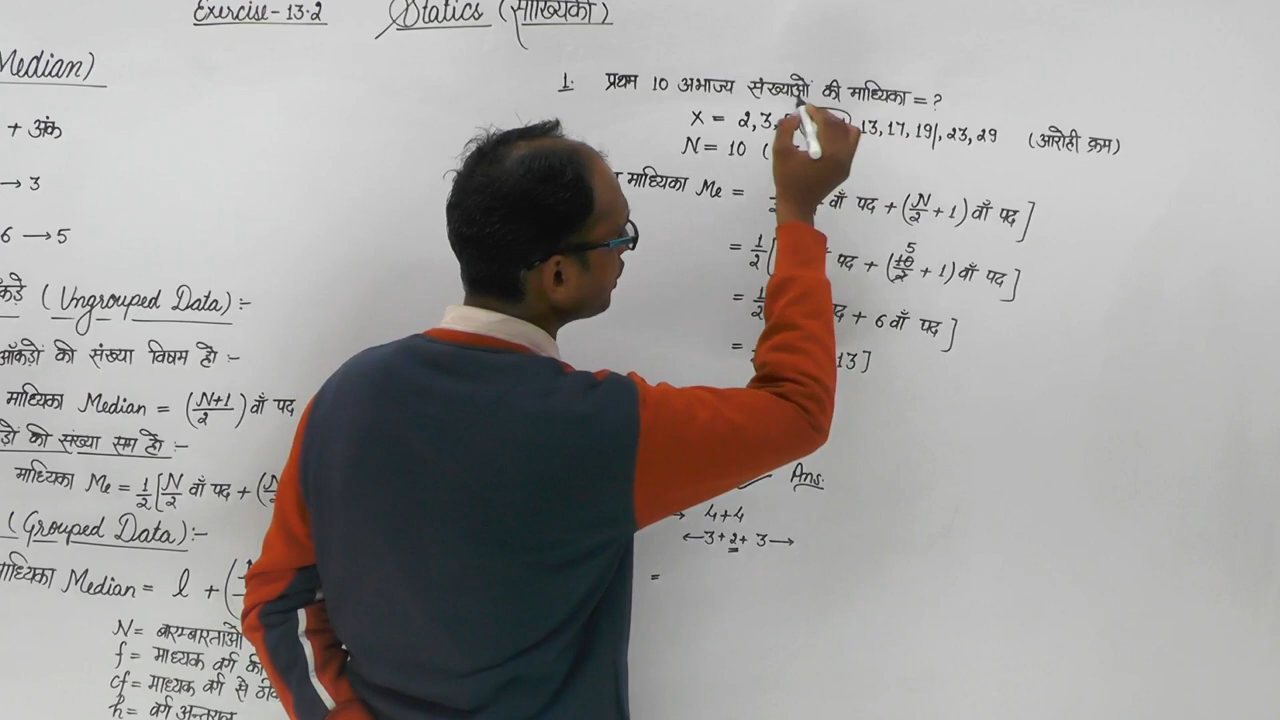 Exercise-13.2
Statics (सांख्यिकी)
Median)
+ अंक
→ 3
6 → 5
(Ungrouped Data):-
आँकड़ों की संख्या विषम हो :-
माध्यिका Median = (N+1/2) वाँ पद
की संख्या सम हो :-
माध्यिका Me = 1/2[N/2 वाँ पद + (
(Grouped Data):-
माध्यिका Median = l + (
N = बारम्बारताओं
f = माध्यक वर्ग की
cf = माध्यक वर्ग से
h = वर्ग अन्तराल
1. प्रथम 10 अभाज्य संख्याओं की माध्यिका = ?
X = 2, 3, 13, 17, 19, 23, 29 (आरोही क्रम)
N = 10 (
माध्यिका Me = वाँ पद + (N/2 + 1) वाँ पद]
= 1/2[ पद + (10/2 + 1) वाँ पद] 5
= 1/2 + 6 वाँ पद]
= 13]
Ans.
→ 4+4
←3+2+3→
=